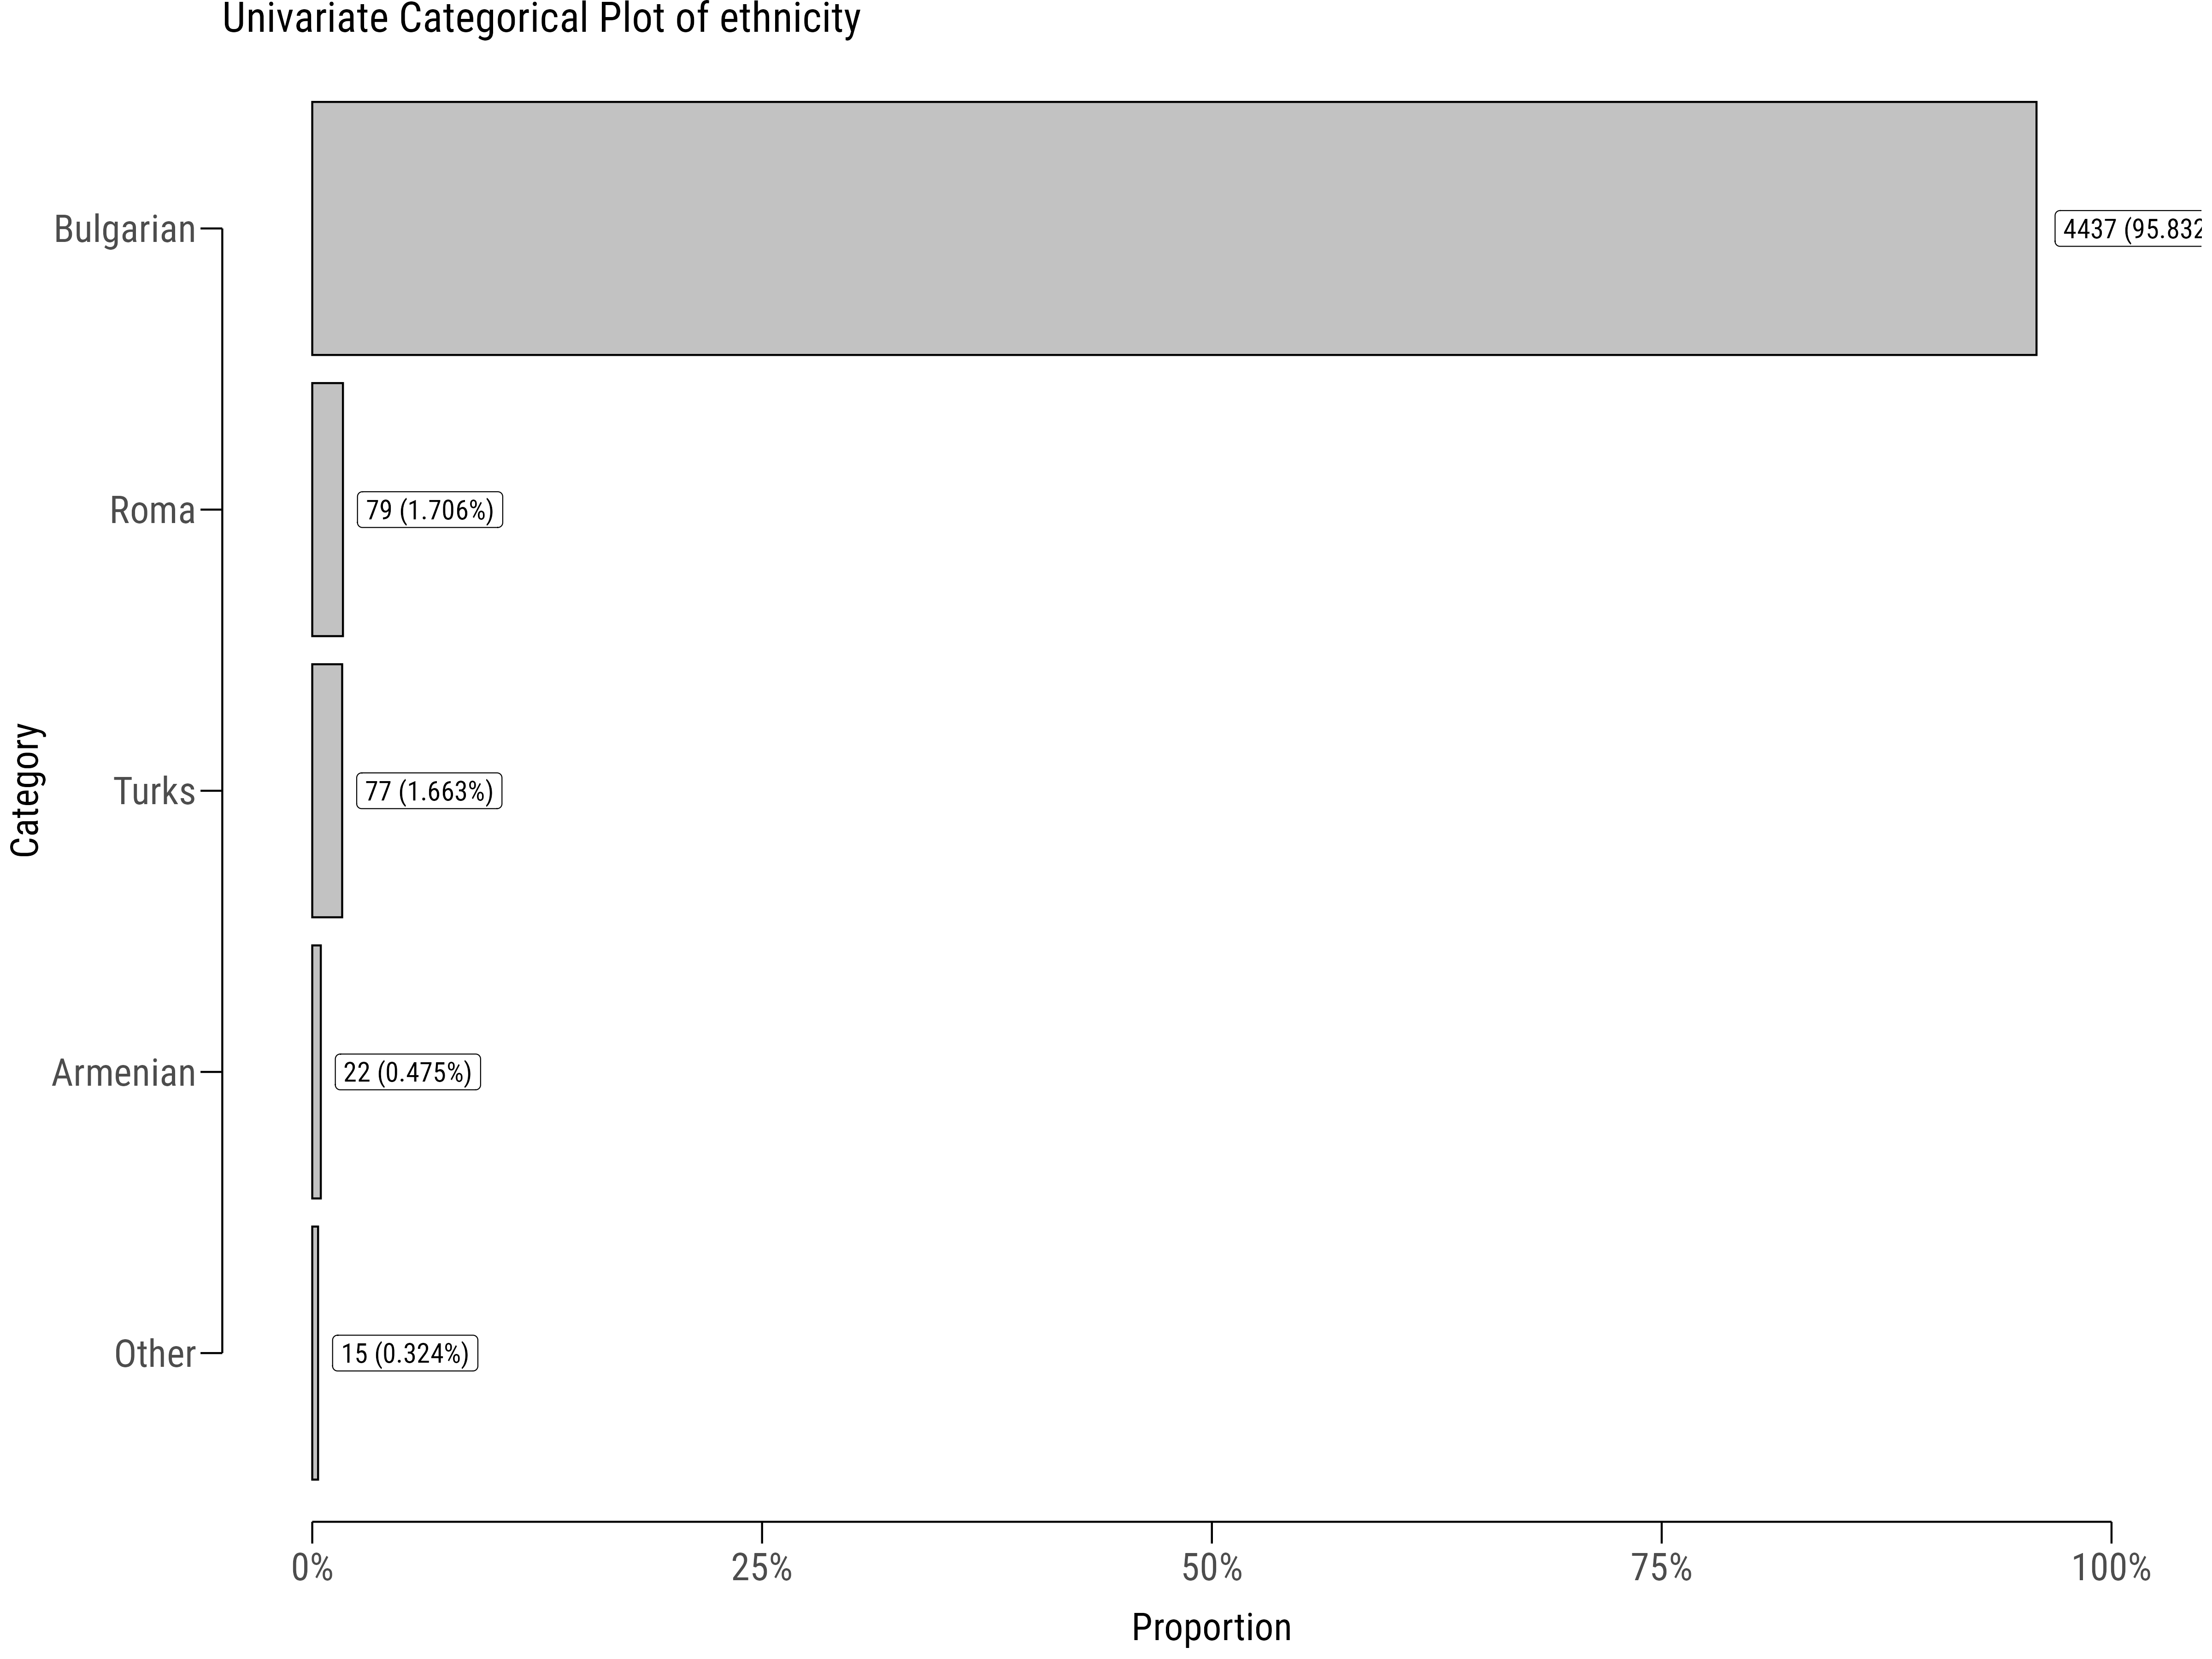 Univariate Categorical Plot of ethnicity
Bulgarian
4437 (95.832
Roma
79 (1.706%)
Turks
77 (1.663%)
Armenian
22 (0.475%)
Other
15 (0.324%)
Category
0% 25% 50% 75% 100%
Proportion